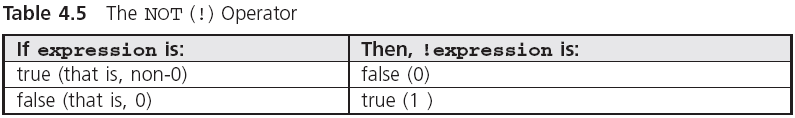 Table 4.5 The NOT (!) Operator
If expression is: Then, !expression is:
true (that is, non-0) false (0)
false (that is, 0) true (1 )